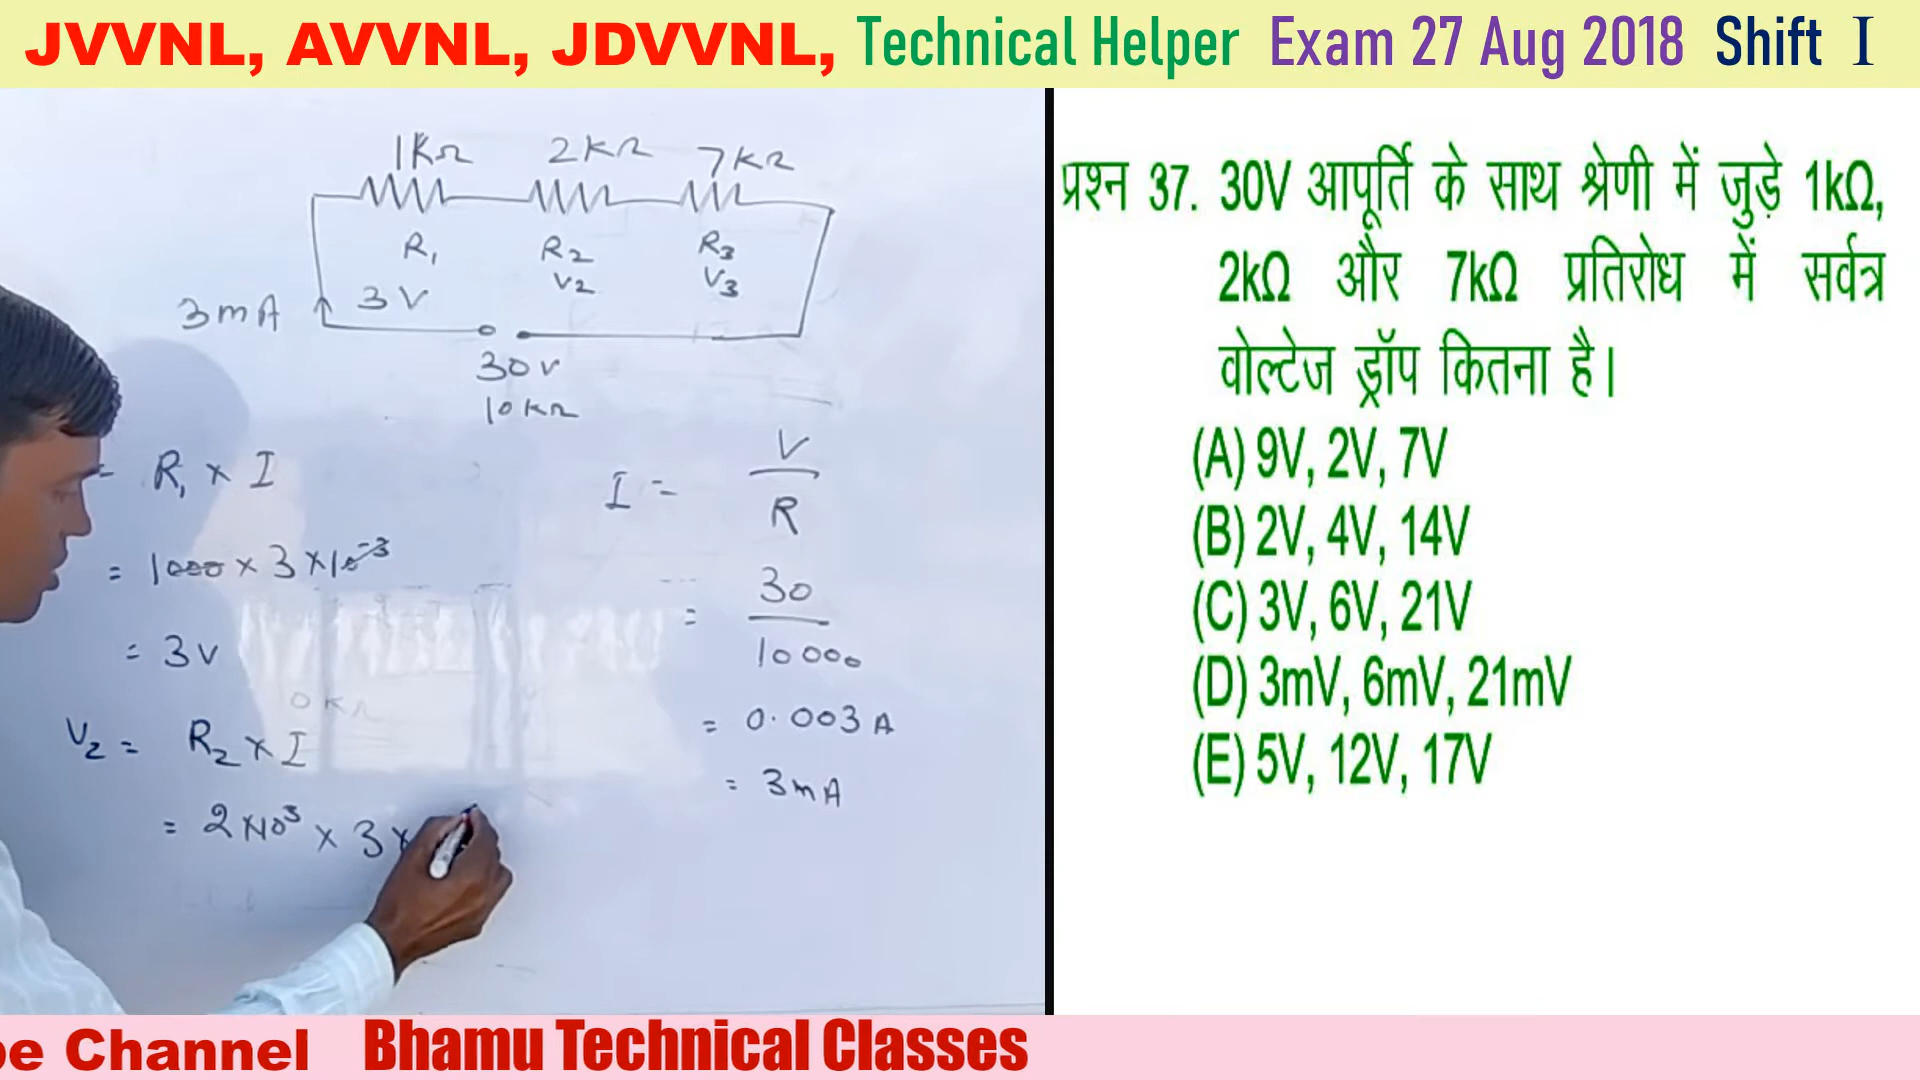 JVVNL, AVVNL, JDVVNL, Technical Helper Exam 27 Aug 2018 Shift I
1KΩ 2KΩ 7KΩ
R₁ R₂ R₃
3V V₂ V₃
3mA
30V
10KΩ
= R₁ × I
= 1000 × 3 × 10⁻³
= 3V
V₂ = R₂ × I
= 2×10³ × 3 ×
I = V/R
= 30/10000
= 0.003 A
= 3mA
प्रश्न 37. 30V आपूर्ति के साथ श्रेणी में जुड़े 1kΩ,
2kΩ और 7kΩ प्रतिरोध में सर्वत्र
वोल्टेज ड्रॉप कितना है।
(A) 9V, 2V, 7V
(B) 2V, 4V, 14V
(C) 3V, 6V, 21V
(D) 3mV, 6mV, 21mV
(E) 5V, 12V, 17V
be Channel Bhamu Technical Classes